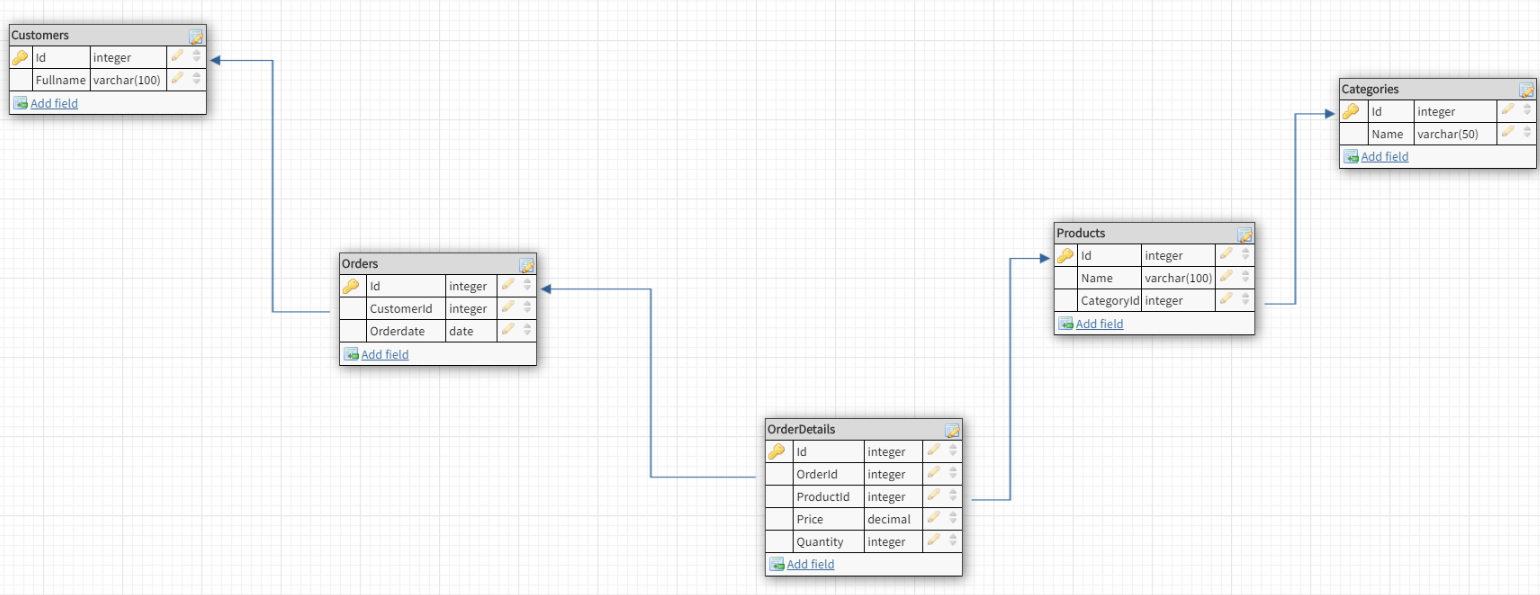 Customers
Id integer
Fullname varchar(100)
Add field
Categories
Id integer
Name varchar(50)
Add field
Products
Id integer
Name varchar(100)
CategoryId integer
Add field
Orders
Id integer
CustomerId integer
Orderdate date
Add field
OrderDetails
Id integer
OrderId integer
ProductId integer
Price decimal
Quantity integer
Add field